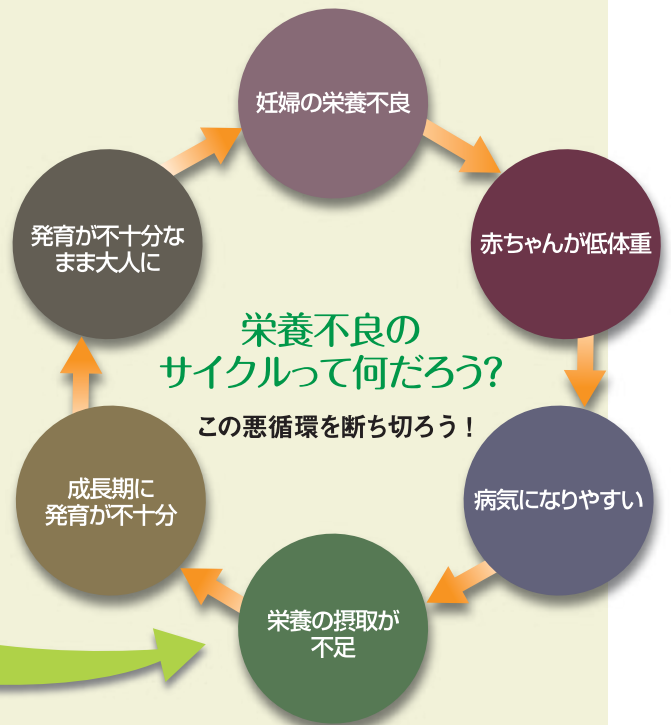 妊婦の栄養不良
赤ちゃんが低体重
病気になりやすい
栄養の摂取が
不足
成長期に
発育が不十分
発育が不十分な
まま大人に
栄養不良の
サイクルって何だろう?
この悪循環を断ち切ろう!